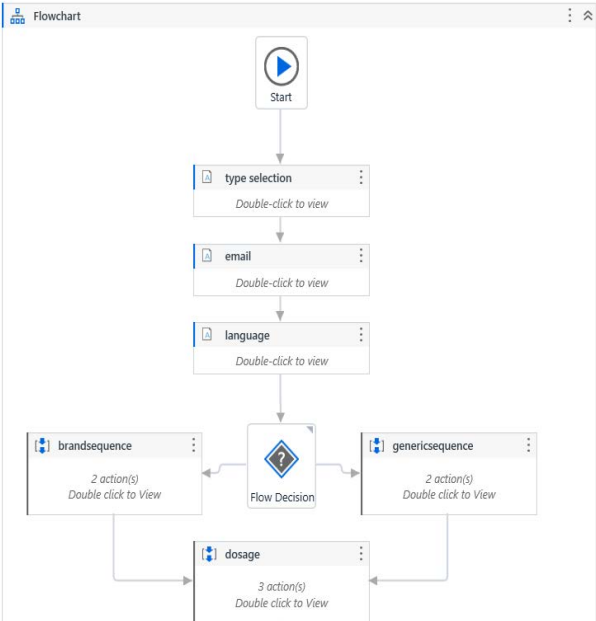 Flowchart
Start
type selection
Double-click to view
email
Double-click to view
language
Double-click to view
brandsequence
2 action(s)
Double click to View
Flow Decision
genericsequence
2 action(s)
Double click to View
dosage
3 action(s)
Double click to View